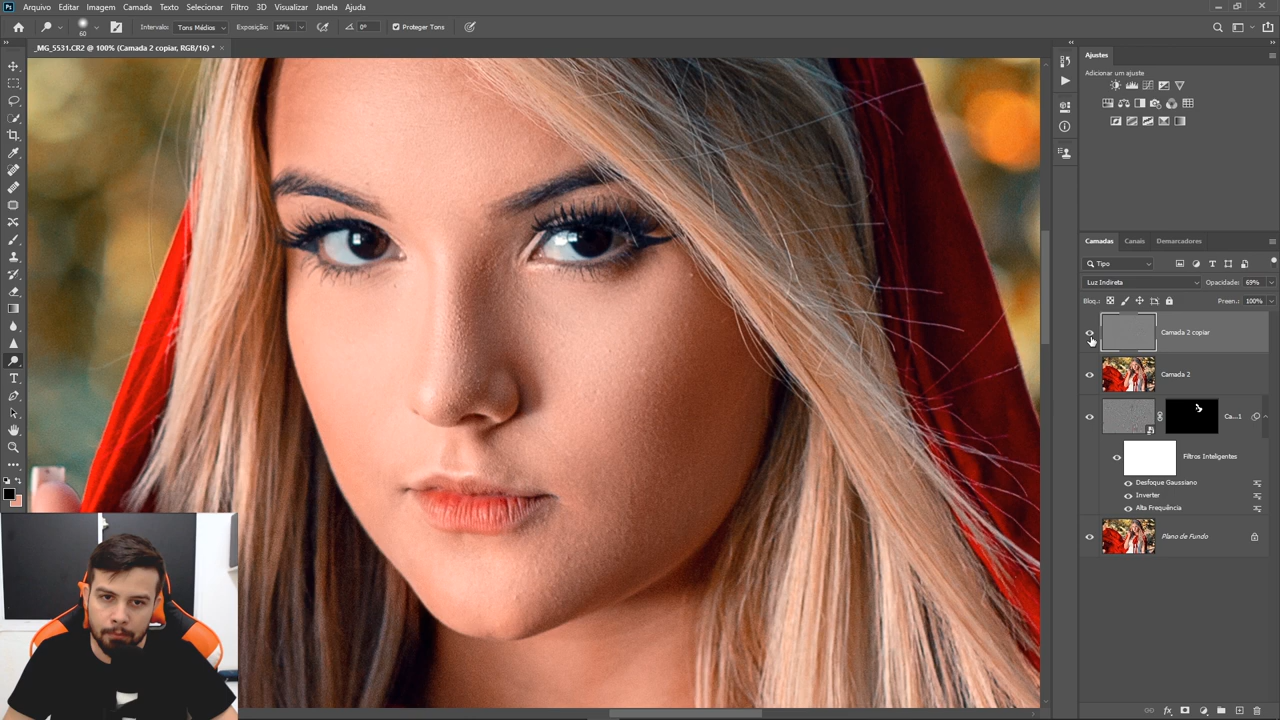 Ps Arquivo Editar Imagem Camada Texto Selecionar Filtro 3D Visualizar Janela Ajuda
60 Intervalo: Tons Médios Exposição: 10% 0° Proteger Tons
_MG_5531.CR2 @ 100% (Camada 2 copiar, RGB/16) *
Ajustes
Adicionar um ajuste
Camadas Canais Demarcadores
Tipo
Luz Indireta Opacidade: 69%
Bloq.: Preen.: 100%
Camada 2 copiar
Camada 2
Ca...1
Filtros Inteligentes
Desfoque Gaussiano
Inverter
Alta Frequência
Plano de Fundo
fx